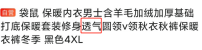 自营 袋鼠 保暖内衣男士含羊毛加绒加厚基础
打底保暖套装修身透气圆领v领秋衣秋裤保暖
衣裤冬季 黑色4XL